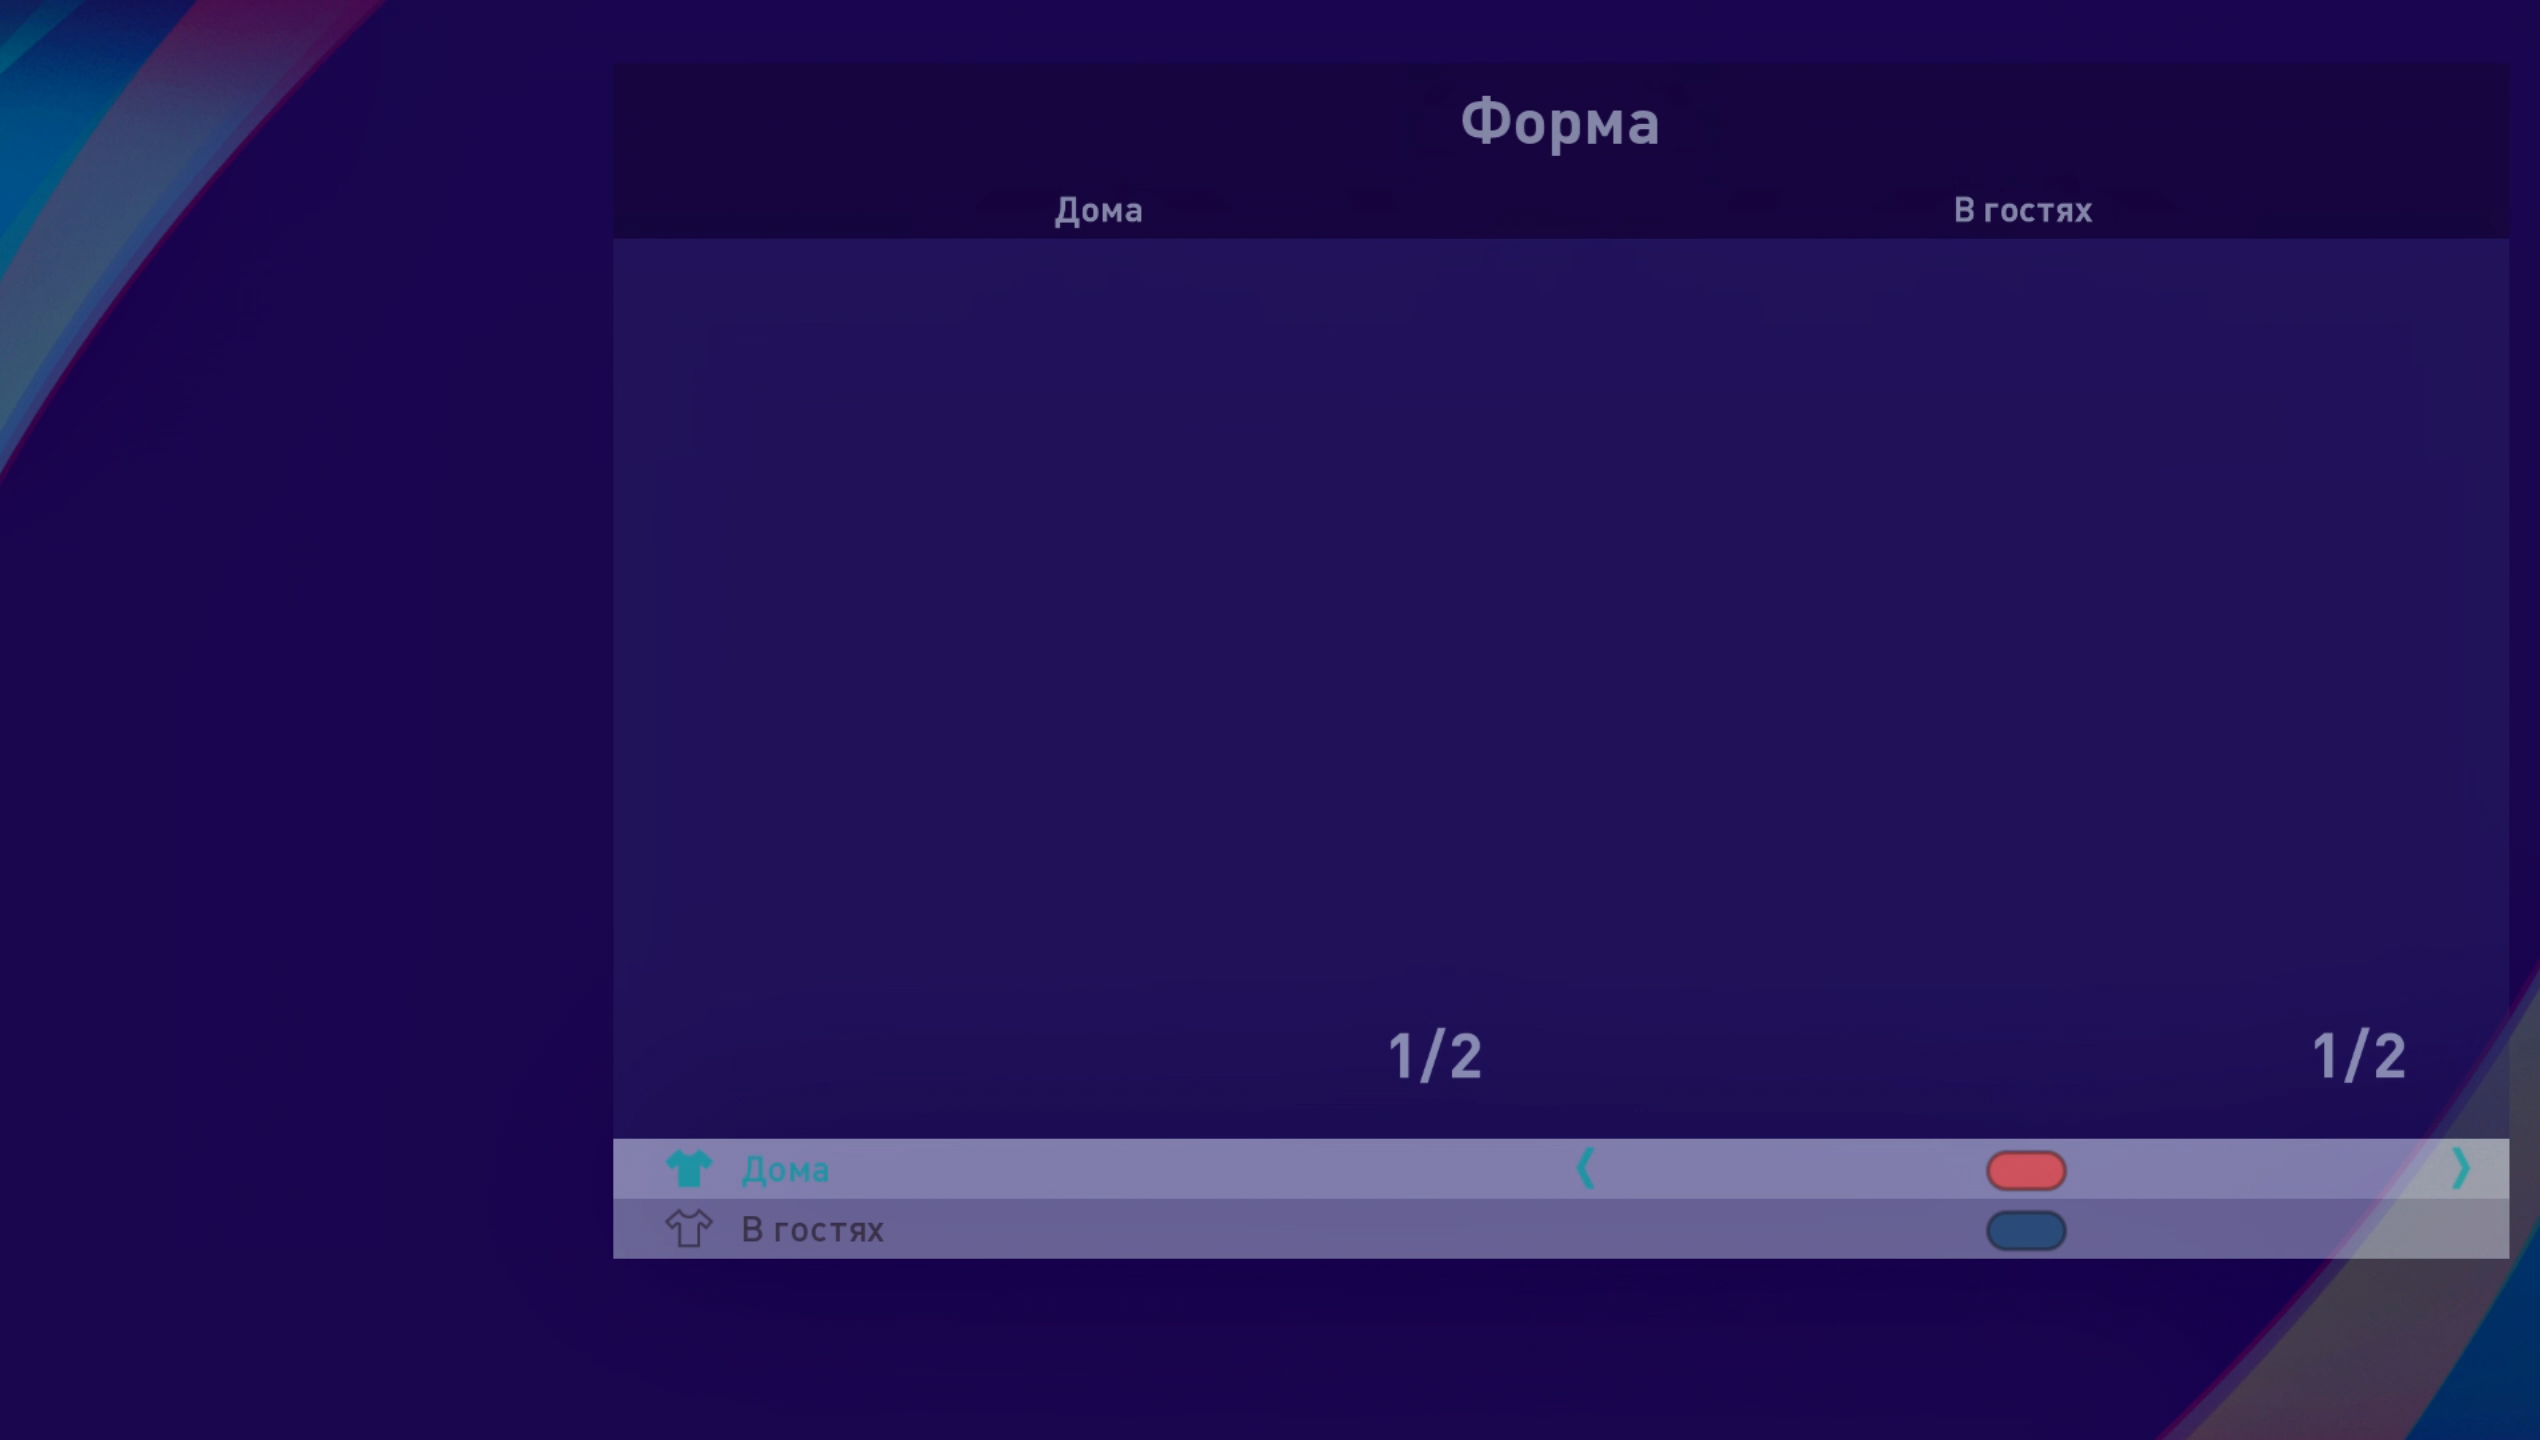 Форма
Дома В гостях
1/2 1/2
Дома
В гостях